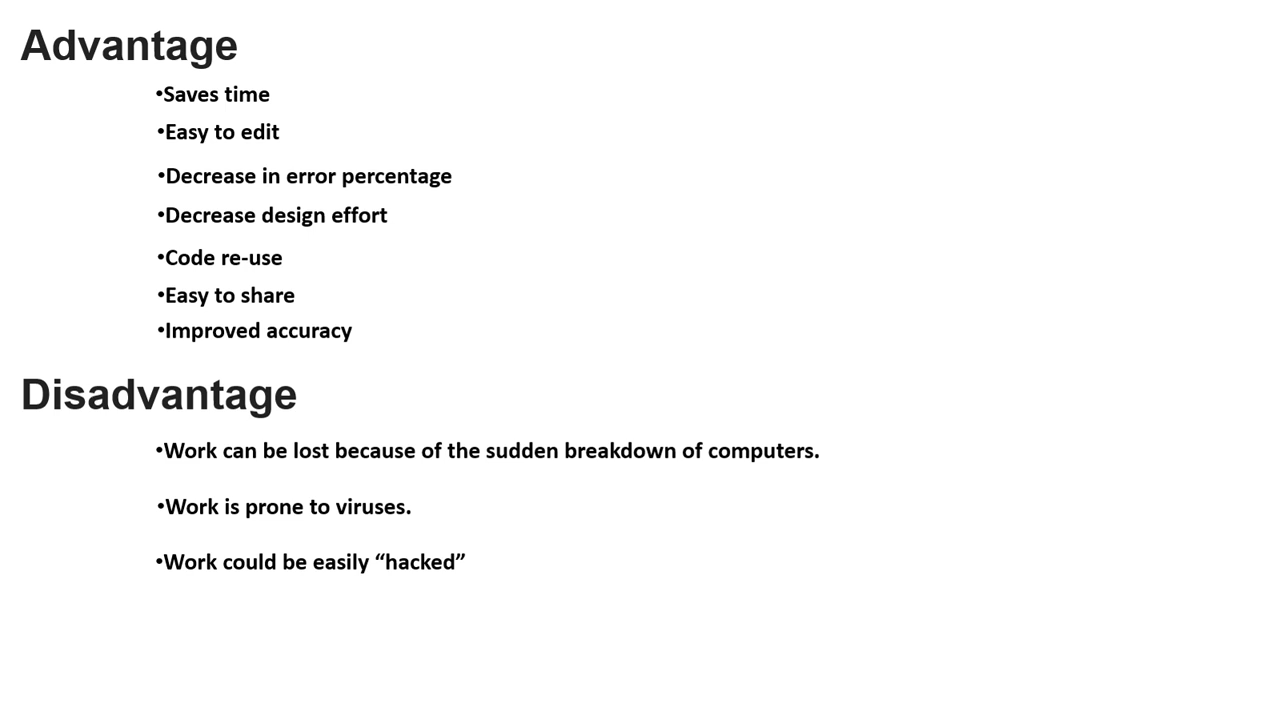 Advantage
•Saves time
•Easy to edit
•Decrease in error percentage
•Decrease design effort
•Code re-use
•Easy to share
•Improved accuracy
Disadvantage
•Work can be lost because of the sudden breakdown of computers.
•Work is prone to viruses.
•Work could be easily “hacked”